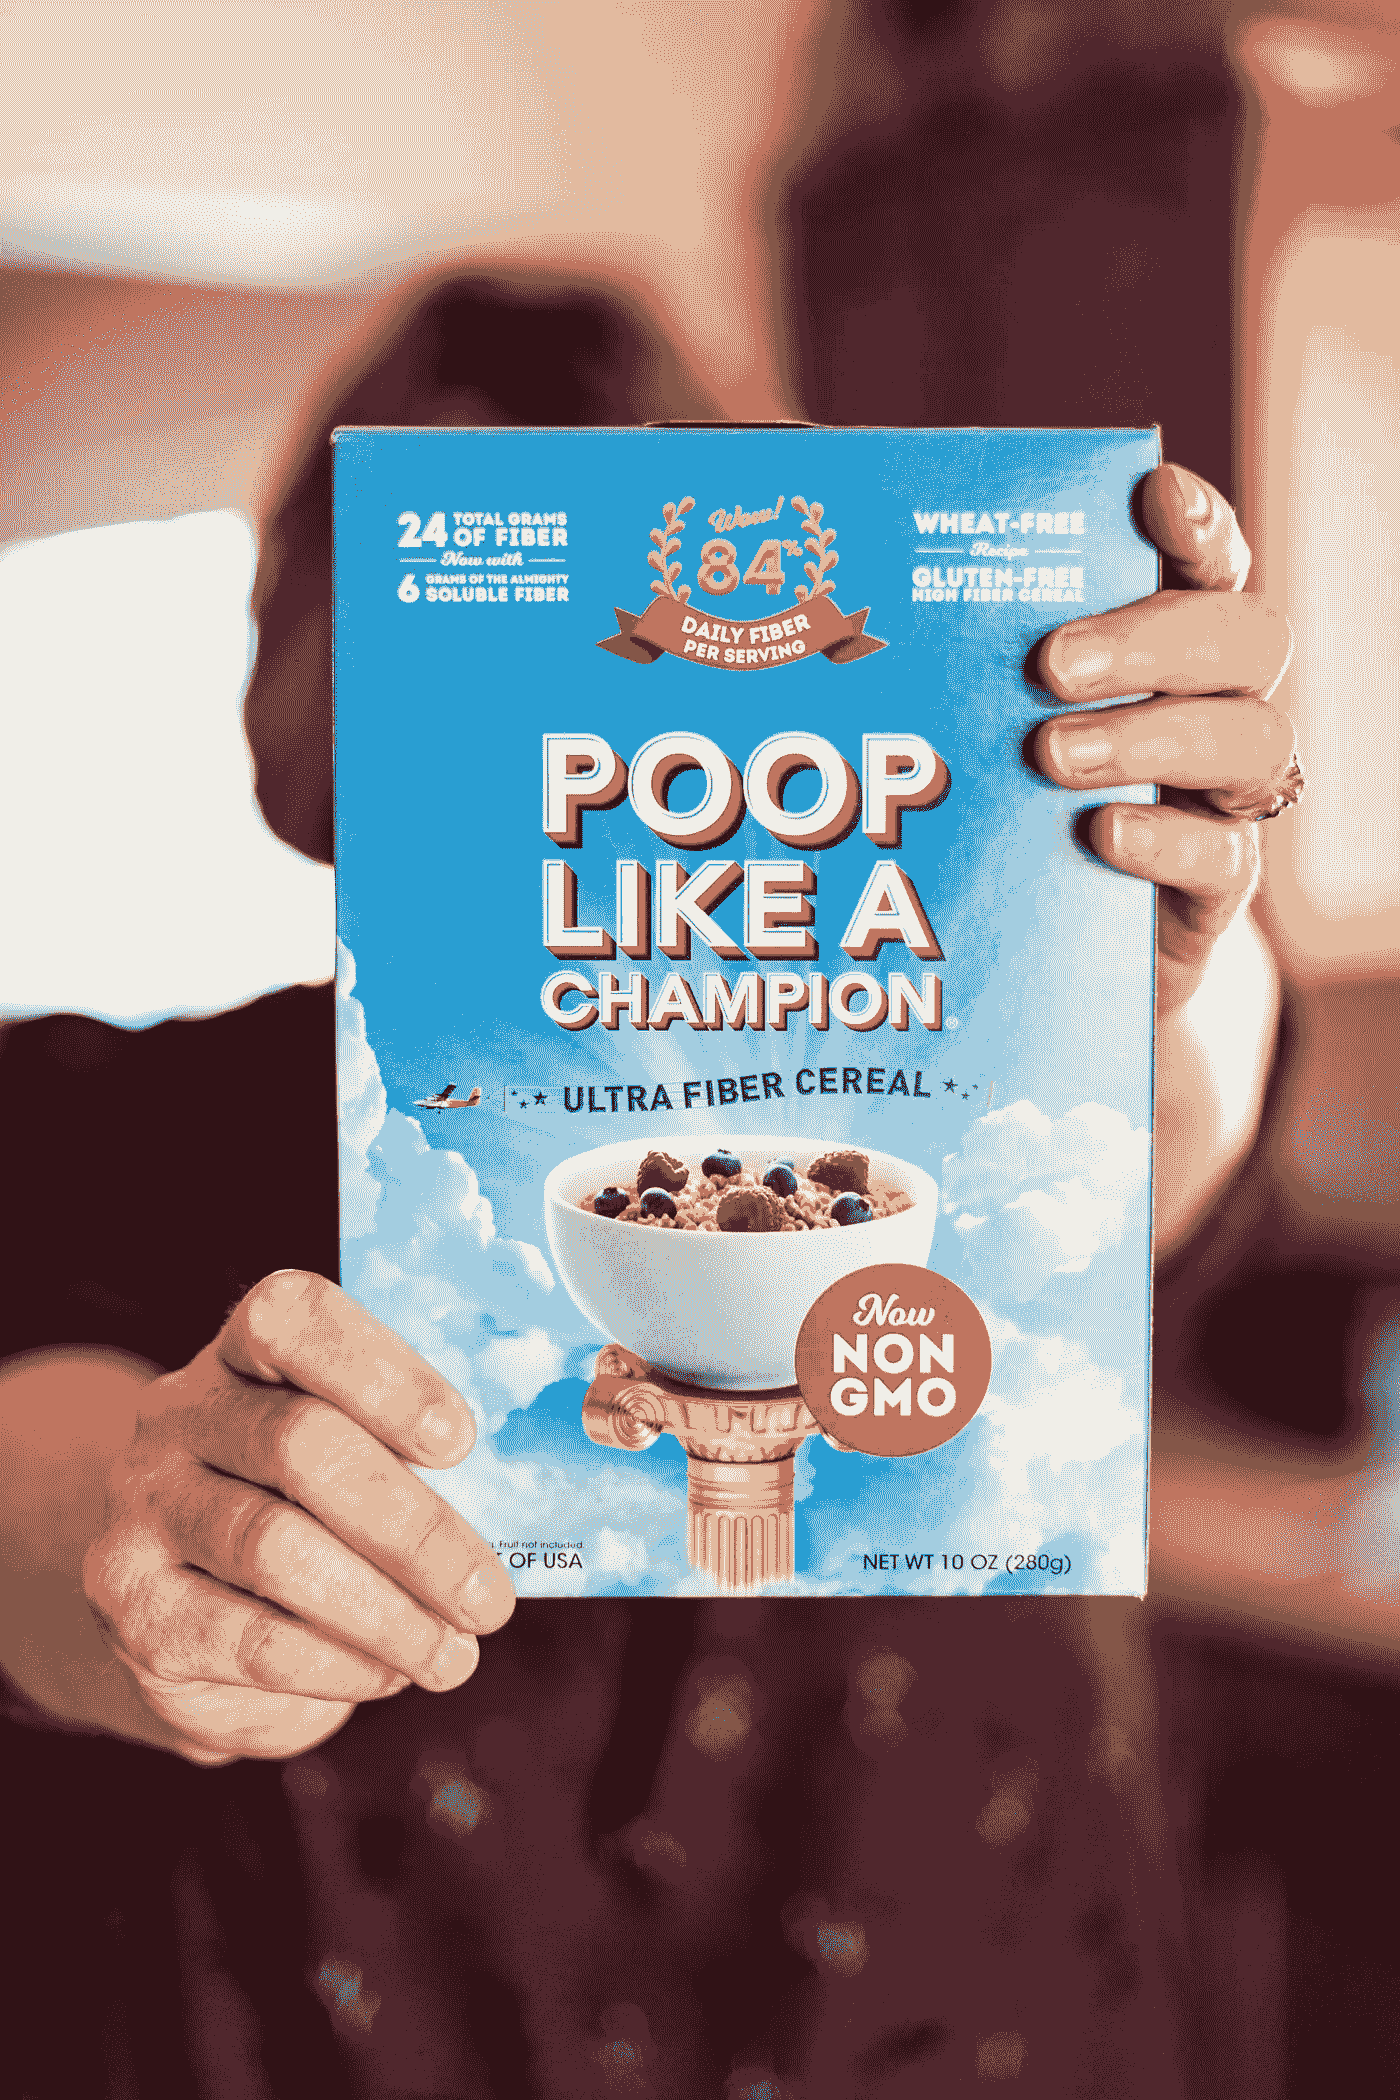 24 TOTAL GRAMS
OF FIBER
Now with
6 GRAMS OF THE ALMIGHTY
SOLUBLE FIBER
Wow!
84%
DAILY FIBER
PER SERVING
WHEAT-FREE
Recipe
GLUTEN-FREE
HIGH FIBER CEREAL
POOP
LIKE A
CHAMPION®
ULTRA FIBER CEREAL
Now
NON
GMO
Fruit not included.
OF USA
NET WT 10 OZ (280g)